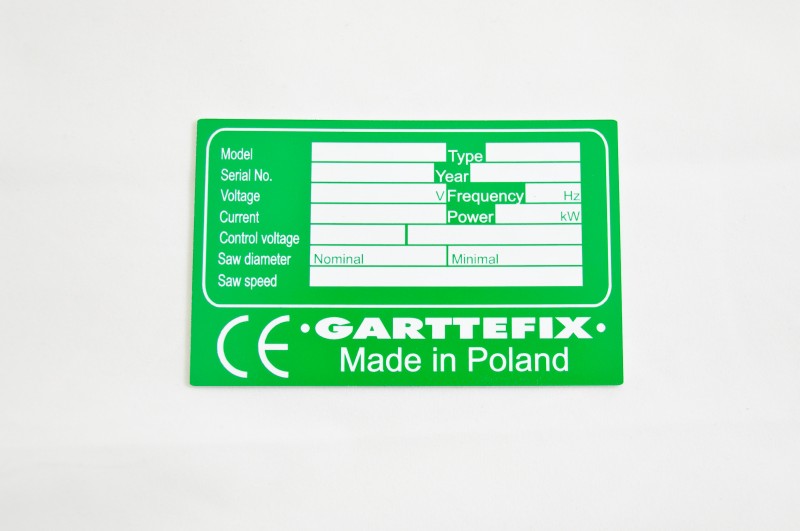 Model Type
Serial No. Year
Voltage V Frequency Hz
Current Power kW
Control voltage
Saw diameter Nominal Minimal
Saw speed
CE •GARTTEFIX•
Made in Poland